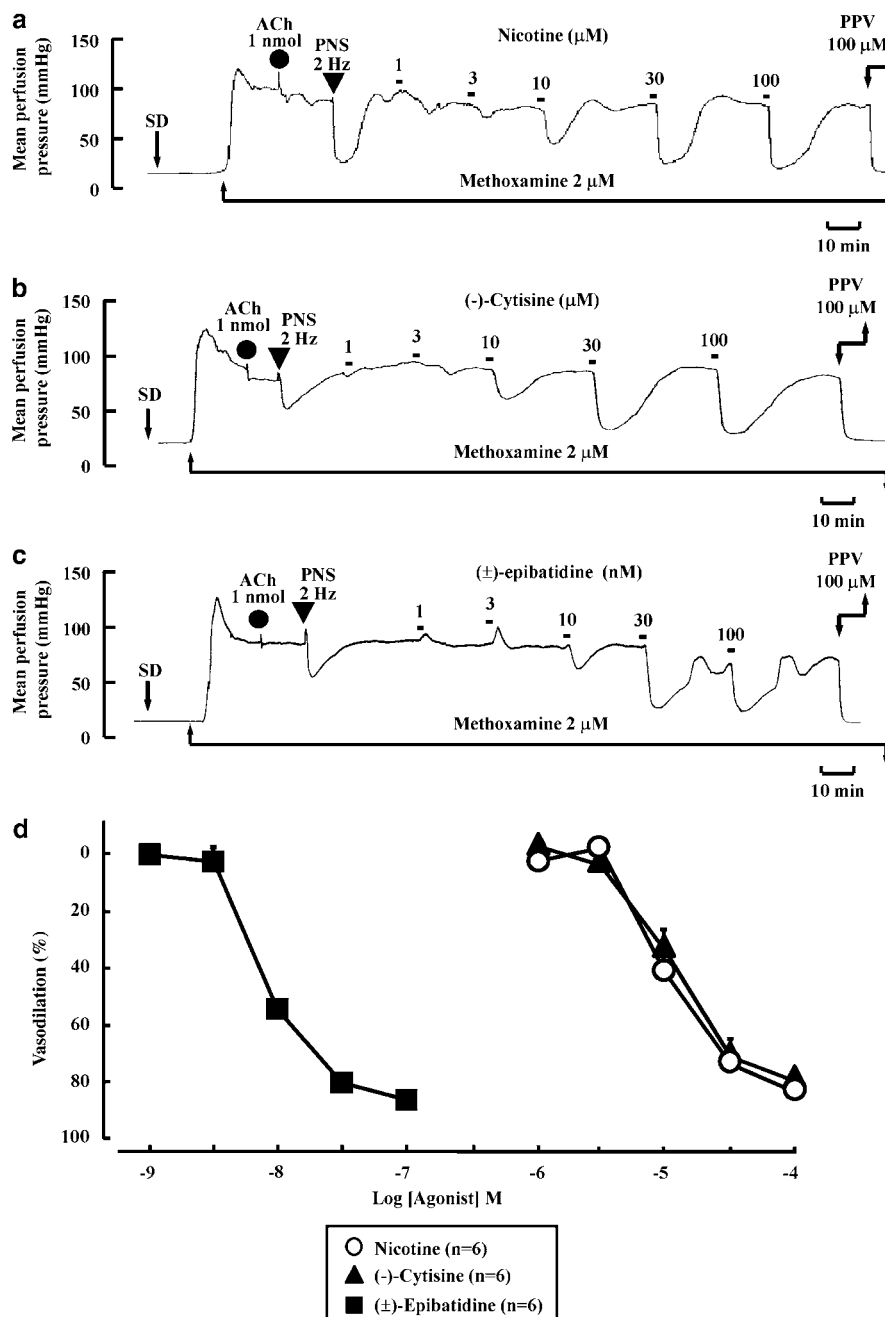 a
ACh
1 nmol
PNS
2 Hz
Nicotine (μM)
PPV
100 μM
1
3
10
30
100
150
100
50
0
Mean perfusion
pressure (mmHg)
SD
Methoxamine 2 μM
10 min
b
ACh
1 nmol
PNS
2 Hz
(-)-Cytisine (μM)
PPV
100 μM
1
3
10
30
100
150
100
50
0
Mean perfusion
pressure (mmHg)
SD
Methoxamine 2 μM
10 min
c
ACh
1 nmol
PNS
2 Hz
(±)-epibatidine (nM)
PPV
100 μM
1
3
10
30
100
150
100
50
0
Mean perfusion
pressure (mmHg)
SD
Methoxamine 2 μM
10 min
d
0
20
40
60
80
100
Vasodilation (%)
-9
-8
-7
-6
-5
-4
Log [Agonist] M
Nicotine (n=6)
(-)-Cytisine (n=6)
(±)-Epibatidine (n=6)